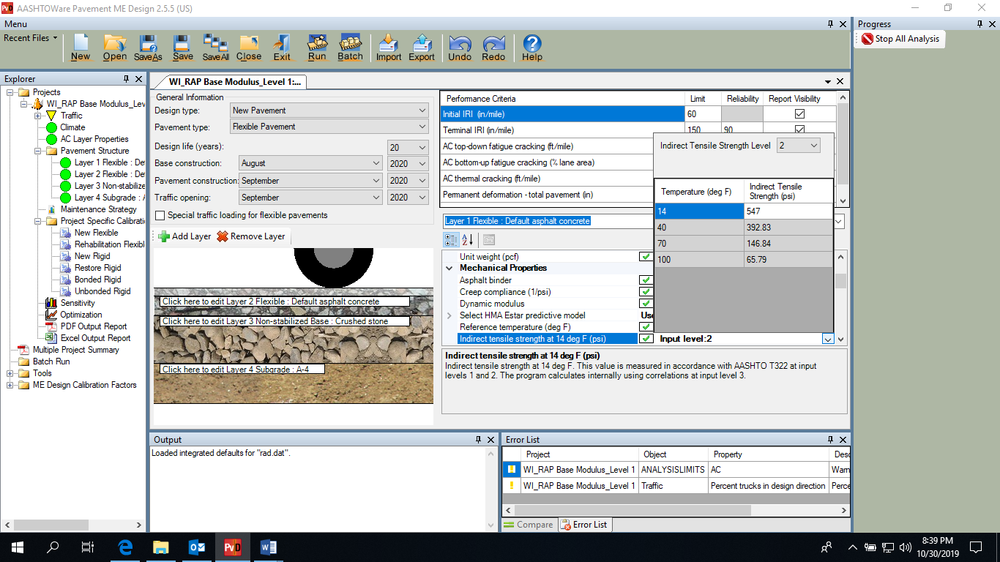 AASHTOWare Pavement ME Design 2.5.5 (US)
Menu
Recent Files
New
Open
SaveAs
Save
SaveAll
Close
Exit
Run
Batch
Import
Export
Undo
Redo
Help
Progress
Stop All Analysis
Explorer
Projects
WI_RAP Base Modulus_Lev
Traffic
Climate
AC Layer Properties
Pavement Structure
Layer 1 Flexible : De
Layer 2 Flexible : De
Layer 3 Non-stabilize
Layer 4 Subgrade : A
Maintenance Strategy
Project Specific Calibrati
New Flexible
Rehabilitation Flexibl
New Rigid
Restore Rigid
Bonded Rigid
Unbonded Rigid
Sensitivity
Optimization
PDF Output Report
Excel Output Report
Multiple Project Summary
Batch Run
Tools
ME Design Calibration Factors
WI_RAP Base Modulus_Level 1:...
General Information
Design type: New Pavement
Pavement type: Flexible Pavement
Design life (years): 20
Base construction: August 2020
Pavement construction: September 2020
Traffic opening: September 2020
Special traffic loading for flexible pavements
Add Layer Remove Layer
Click here to edit Layer 2 Flexible : Default asphalt concrete
Click here to edit Layer 3 Non-stabilized Base : Crushed stone
Click here to edit Layer 4 Subgrade : A-4
Performance Criteria Limit Reliability Report Visibility
Initial IRI (in/mile) 60
Terminal IRI (in/mile) 150 90
AC top-down fatigue cracking (ft/mile)
AC bottom-up fatigue cracking (% lane area)
AC thermal cracking (ft/mile)
Permanent deformation - total pavement (in)
Indirect Tensile Strength Level 2
Temperature (deg F) Indirect Tensile Strength (psi)
14 547
40 392.83
70 146.84
100 65.79
Layer 1 Flexible : Default asphalt concrete
Unit weight (pcf)
Mechanical Properties
Asphalt binder
Creep compliance (1/psi)
Dynamic modulus
Select HMA Estar predictive model Use
Reference temperature (deg F)
Indirect tensile strength at 14 deg F (psi) Input level:2
Indirect tensile strength at 14 deg F (psi)
Indirect tensile strength at 14 deg F. This value is measured in accordance with AASHTO T322 at input
levels 1 and 2. The program calculates internally using correlations at input level 3.
Output
Loaded integrated defaults for "rad.dat".
Error List
Project Object Property Desc
WI_RAP Base Modulus_Level 1 ANALYSISLIMITS AC Warn
WI_RAP Base Modulus_Level 1 Traffic Percent trucks in design direction Perce
Compare Error List
8:39 PM
10/30/2019